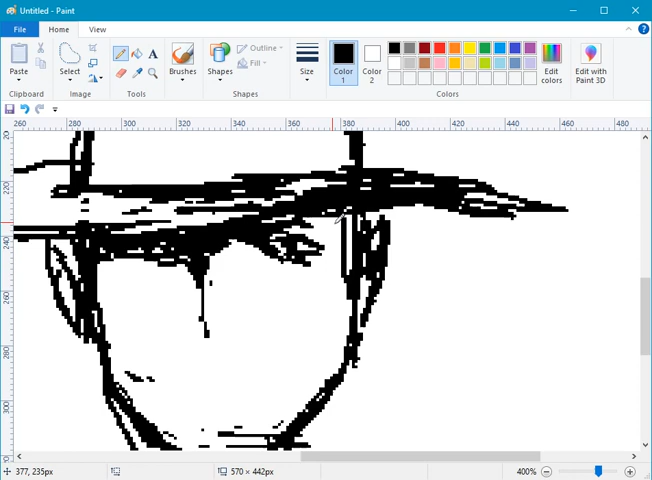 Untitled - Paint
File Home View
Paste Select Brushes Shapes Outline Fill Size Color 1 Color 2 Edit colors Edit with Paint 3D
Clipboard Image Tools Shapes Colors
260 280 300 320 340 360 380 400 420 440 460 480
220
240
260
280
300
377, 235px 570 × 442px 400%